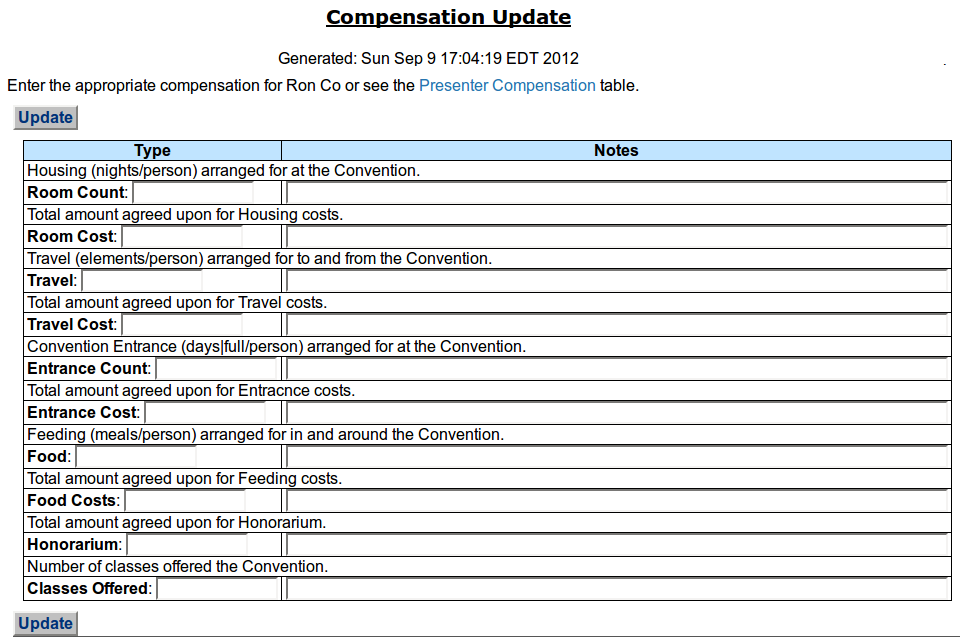 Compensation Update
Generated: Sun Sep 9 17:04:19 EDT 2012
Enter the appropriate compensation for Ron Co or see the Presenter Compensation table.
Update
Type Notes
Housing (nights/person) arranged for at the Convention.
Room Count:
Total amount agreed upon for Housing costs.
Room Cost:
Travel (elements/person) arranged for to and from the Convention.
Travel:
Total amount agreed upon for Travel costs.
Travel Cost:
Convention Entrance (days|full/person) arranged for at the Convention.
Entrance Count:
Total amount agreed upon for Entracnce costs.
Entrance Cost:
Feeding (meals/person) arranged for in and around the Convention.
Food:
Total amount agreed upon for Feeding costs.
Food Costs:
Total amount agreed upon for Honorarium.
Honorarium:
Number of classes offered the Convention.
Classes Offered:
Update